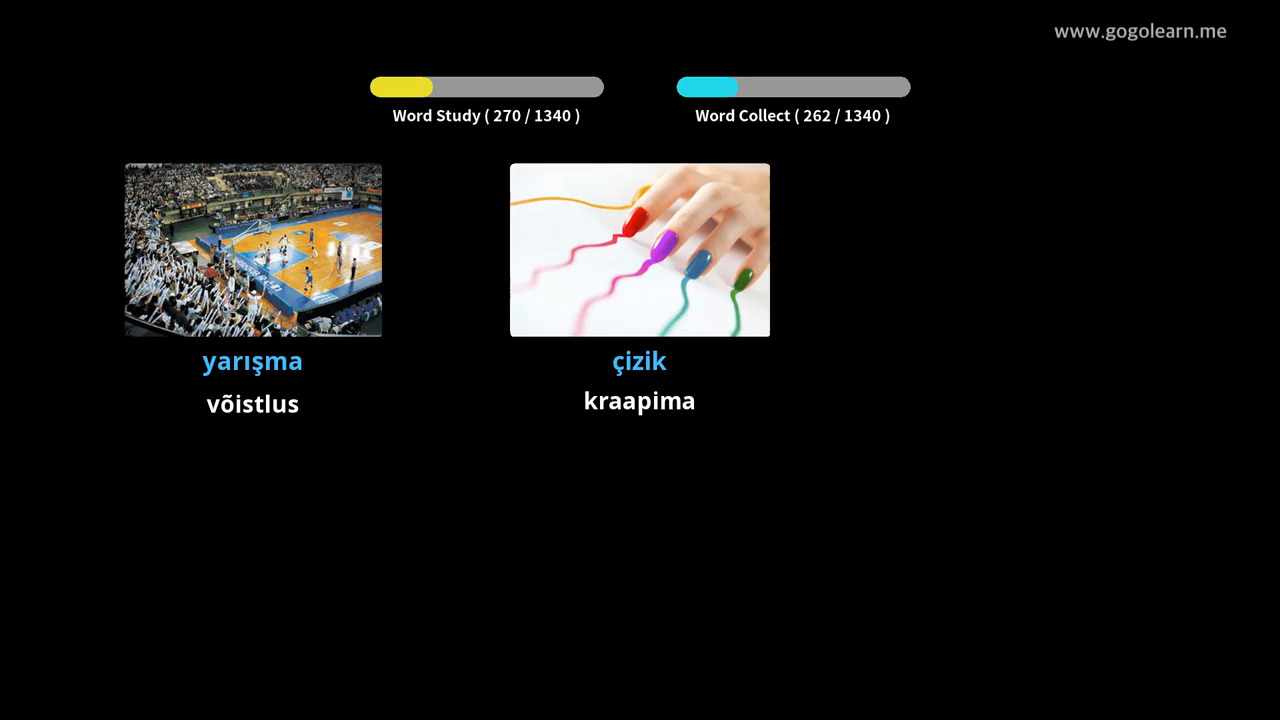 www.gogolearn.me
Word Study ( 270 / 1340 )
Word Collect ( 262 / 1340 )
yarışma
çizik
võistlus
kraapima